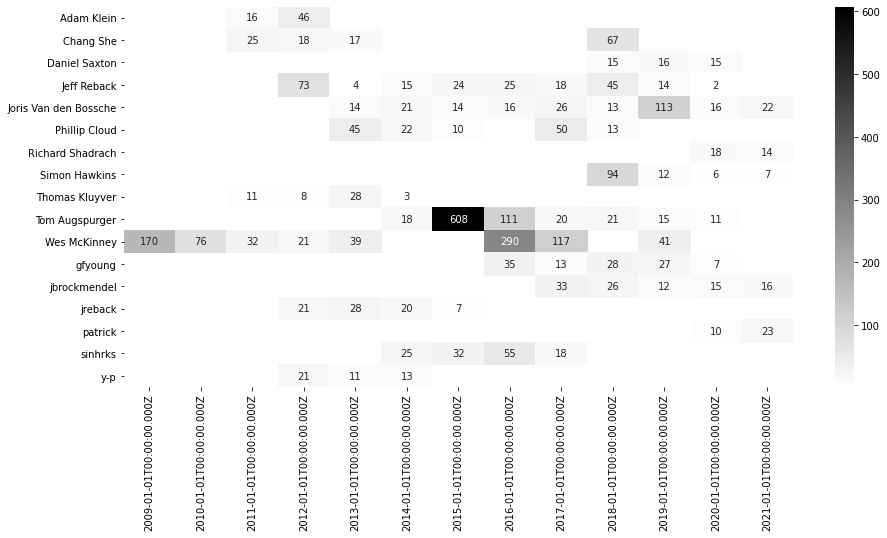 Adam Klein 16 46
Chang She 25 18 17 67
Daniel Saxton 15 16 15
Jeff Reback 73 4 15 24 25 18 45 14 2
Joris Van den Bossche 14 21 14 16 26 13 113 16 22
Phillip Cloud 45 22 10 50 13
Richard Shadrach 18 14
Simon Hawkins 94 12 6 7
Thomas Kluyver 11 8 28 3
Tom Augspurger 18 608 111 20 21 15 11
Wes McKinney 170 76 32 21 39 290 117 41
gfyoung 35 13 28 27 7
jbrockmendel 33 26 12 15 16
jreback 21 28 20 7
patrick 10 23
sinhrks 25 32 55 18
y-p 21 11 13
2009-01-01T00:00:00.000Z
2010-01-01T00:00:00.000Z
2011-01-01T00:00:00.000Z
2012-01-01T00:00:00.000Z
2013-01-01T00:00:00.000Z
2014-01-01T00:00:00.000Z
2015-01-01T00:00:00.000Z
2016-01-01T00:00:00.000Z
2017-01-01T00:00:00.000Z
2018-01-01T00:00:00.000Z
2019-01-01T00:00:00.000Z
2020-01-01T00:00:00.000Z
2021-01-01T00:00:00.000Z
600
500
400
300
200
100